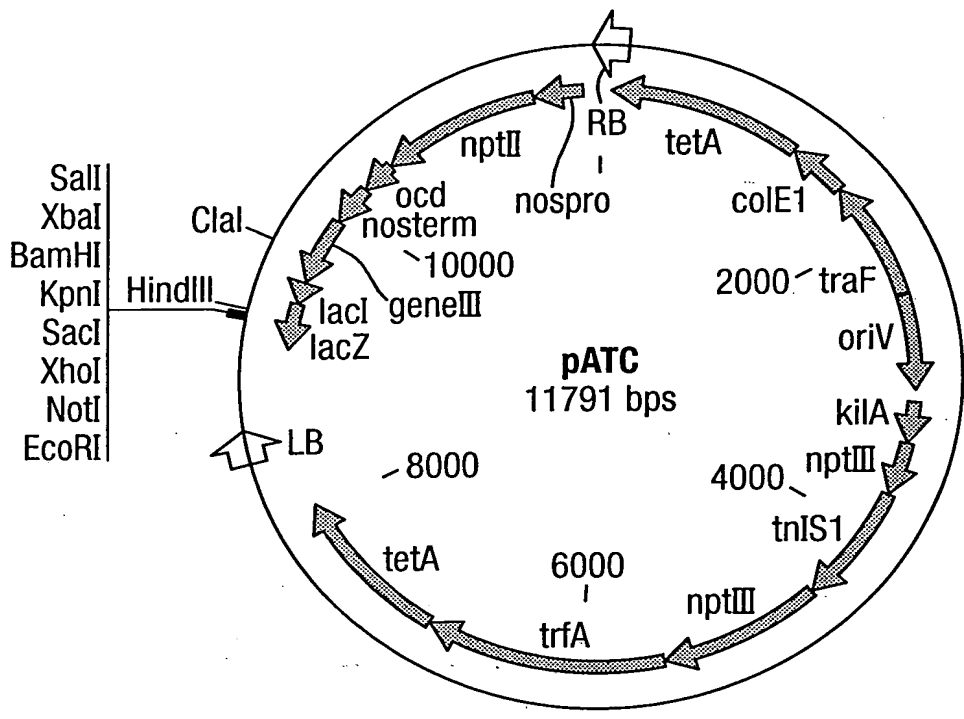 RB
tetA
nptII
nospro
colE1
ocd
nosterm
10000
geneIII
2000
traF
oriV
SalI
XbaI
BamHI
KpnI
SacI
XhoI
NotI
EcoRI
ClaI
HindIII
lacI
lacZ
pATC
11791 bps
kilA
LB
8000
nptIII
4000
tnIS1
tetA
6000
nptIII
trfA